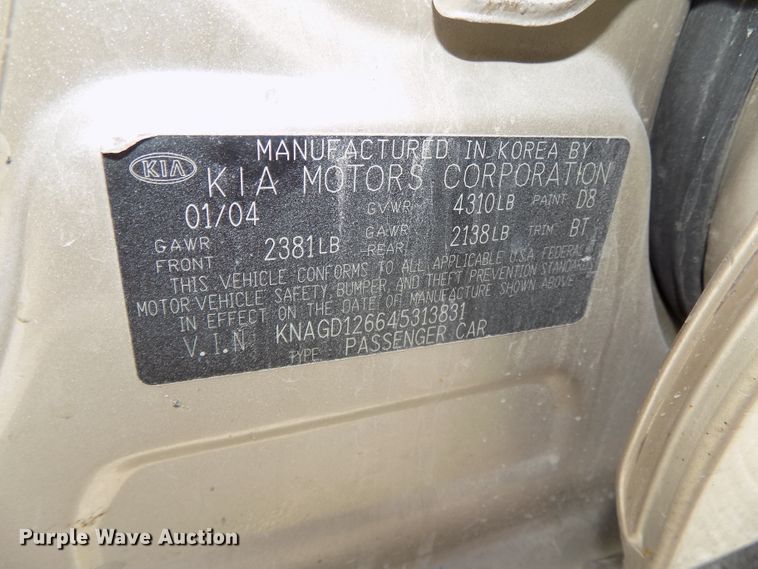 KIA
MANUFACTURED IN KOREA BY
KIA MOTORS CORPORATION
01/04 GVWR 4310LB PAINT D8
GAWR FRONT 2381LB GAWR REAR 2138LB TRIM BT
THIS VEHICLE CONFORMS TO ALL APPLICABLE U.S.A. FEDERAL
MOTOR VEHICLE SAFETY BUMPER AND THEFT PREVENTION STANDARDS
IN EFFECT ON THE DATE OF MANUFACTURE SHOWN ABOVE
V.I.N KNAGD126645313831
TYPE PASSENGER CAR
Purple Wave Auction